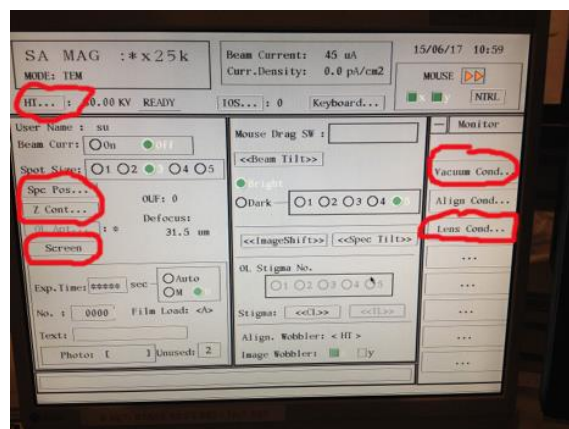 SA MAG :*x25k
MODE: TEM
HT... : 0.00 KV READY
Beam Current: 45 uA
Curr.Density: 0.0 pA/cm2
IOS...: 0 Keyboard...
15/06/17 10:59
MOUSE
x y NTRL
User Name : su
Beam Curr: On Off
Spot Size: 1 2 3 4 5
Spc Pos...
Z Cont...
OLF: 0
OL Apt... : *
Defocus:
31.5 um
Screen
Exp.Time: ***** sec
Auto
M
No. : 0000 Film Load: <A>
Text:
Photo: [ ] Unused: 2
Mouse Drag SW :
<<Beam Tilt>>
Bright
Dark 1 2 3 4 5
<<ImageShift>> <<Spec Tilt>>
OL Stigma No.
1 2 3 4 5
Stigma: <<CL>> <<IL>>
Align. Wobbler: < HT >
Image Wobbler: y
Monitor
Vacuum Cond...
Align Cond...
Lens Cond...
...
...
...
...